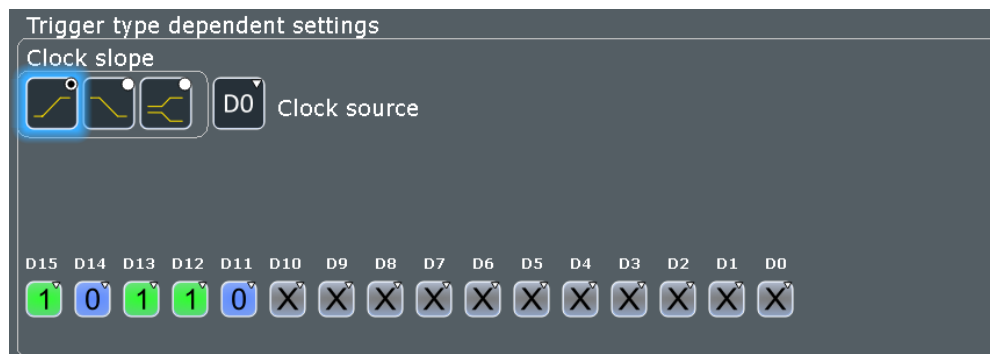 Trigger type dependent settings
Clock slope
D0 Clock source
D15 D14 D13 D12 D11 D10 D9 D8 D7 D6 D5 D4 D3 D2 D1 D0
1 0 1 1 0 X X X X X X X X X X X